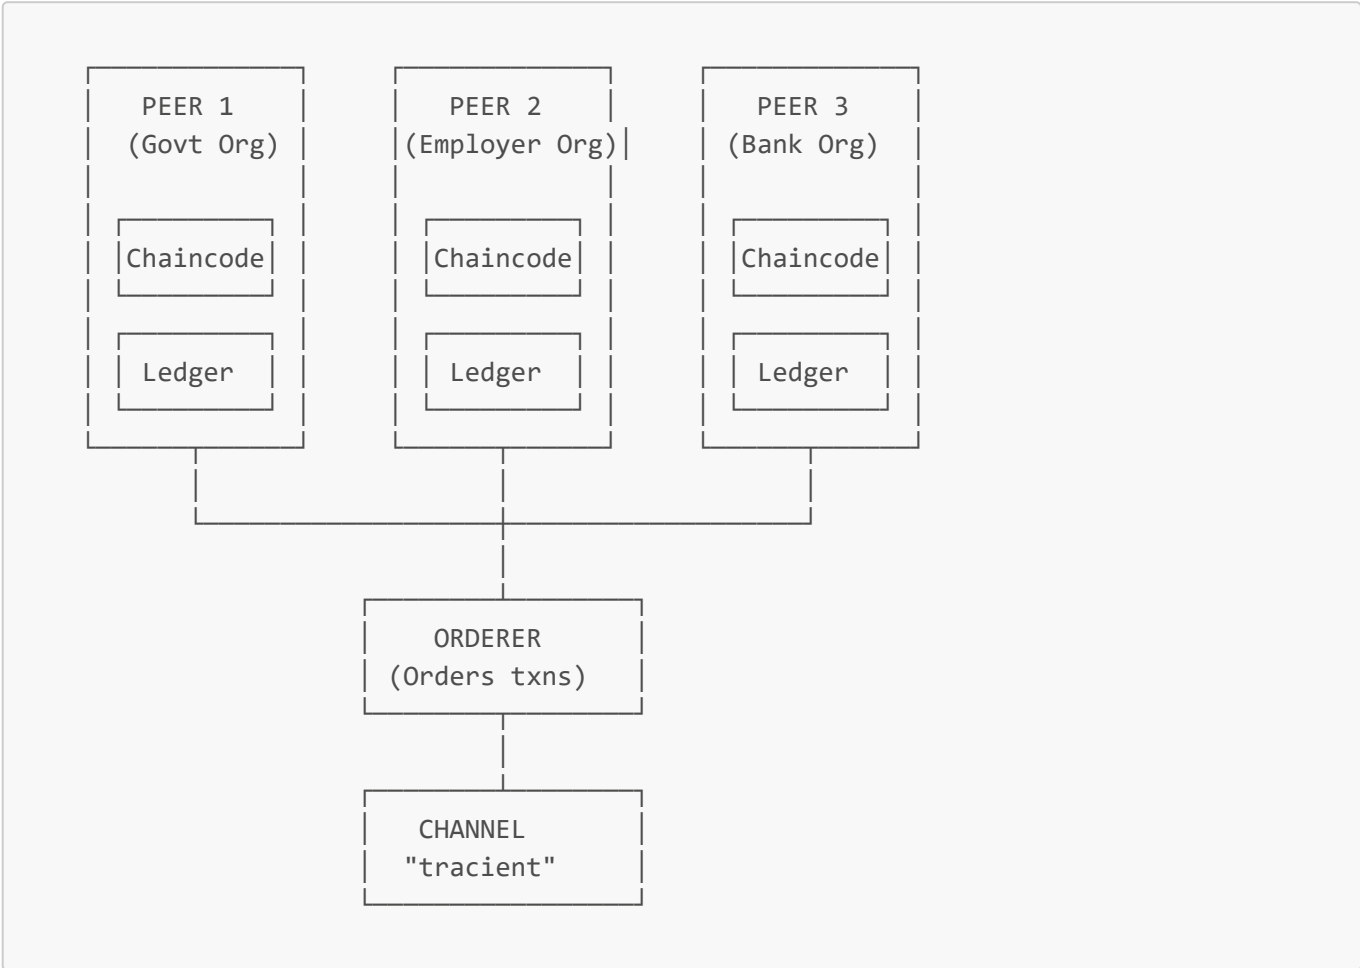 PEER 1 PEER 2 PEER 3
(Govt Org) (Employer Org) (Bank Org)
Chaincode Chaincode Chaincode
Ledger Ledger Ledger
ORDERER
(Orders txns)
CHANNEL
"tracient"